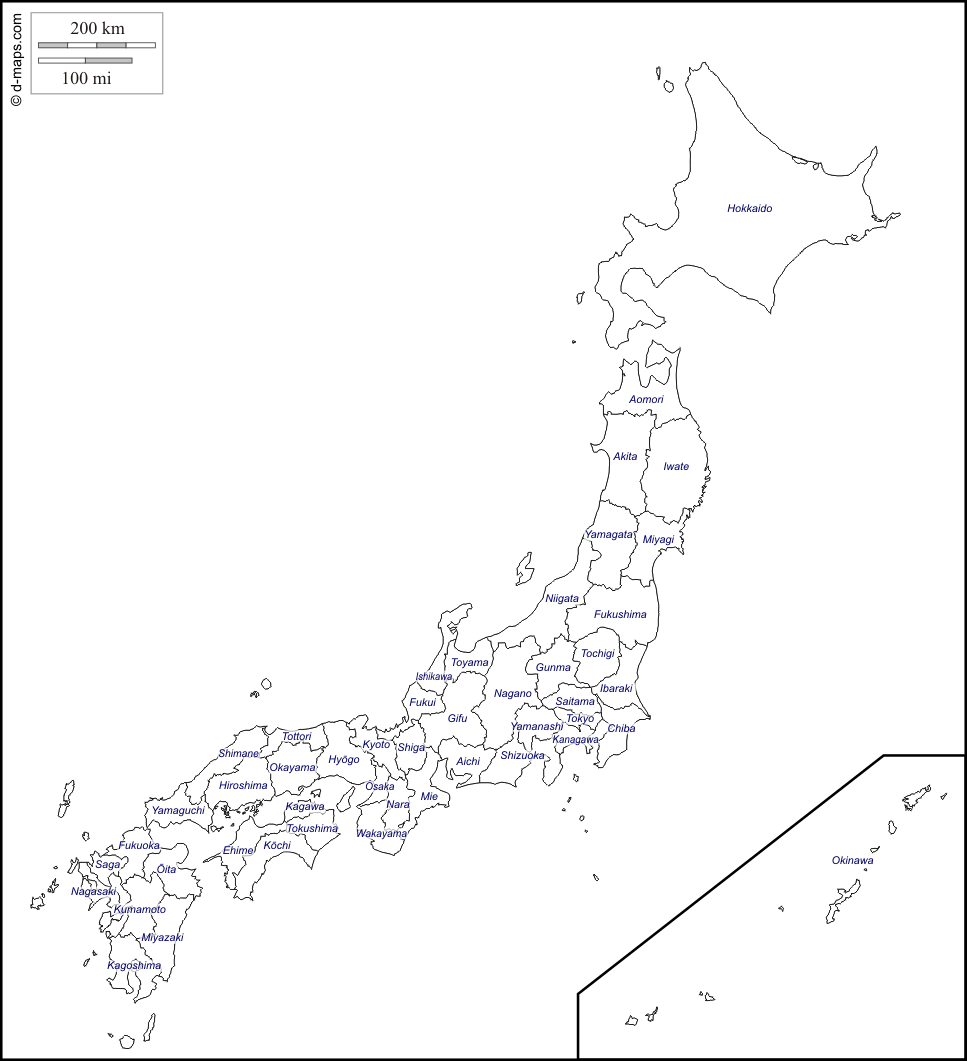 © d-maps.com
200 km
100 mi
Hokkaido
Aomori
Akita
Iwate
Yamagata
Miyagi
Niigata
Fukushima
Tochigi
Gunma
Toyama
Ishikawa
Ibaraki
Nagano
Saitama
Fukui
Gifu
Tokyo
Yamanashi
Chiba
Kanagawa
Tottori
Kyoto
Shiga
Shimane
Hyōgo
Aichi
Shizuoka
Okayama
Hiroshima
Ōsaka
Mie
Nara
Kagawa
Yamaguchi
Tokushima
Wakayama
Fukuoka
Ehime
Kōchi
Saga
Ōita
Nagasaki
Kumamoto
Miyazaki
Kagoshima
Okinawa